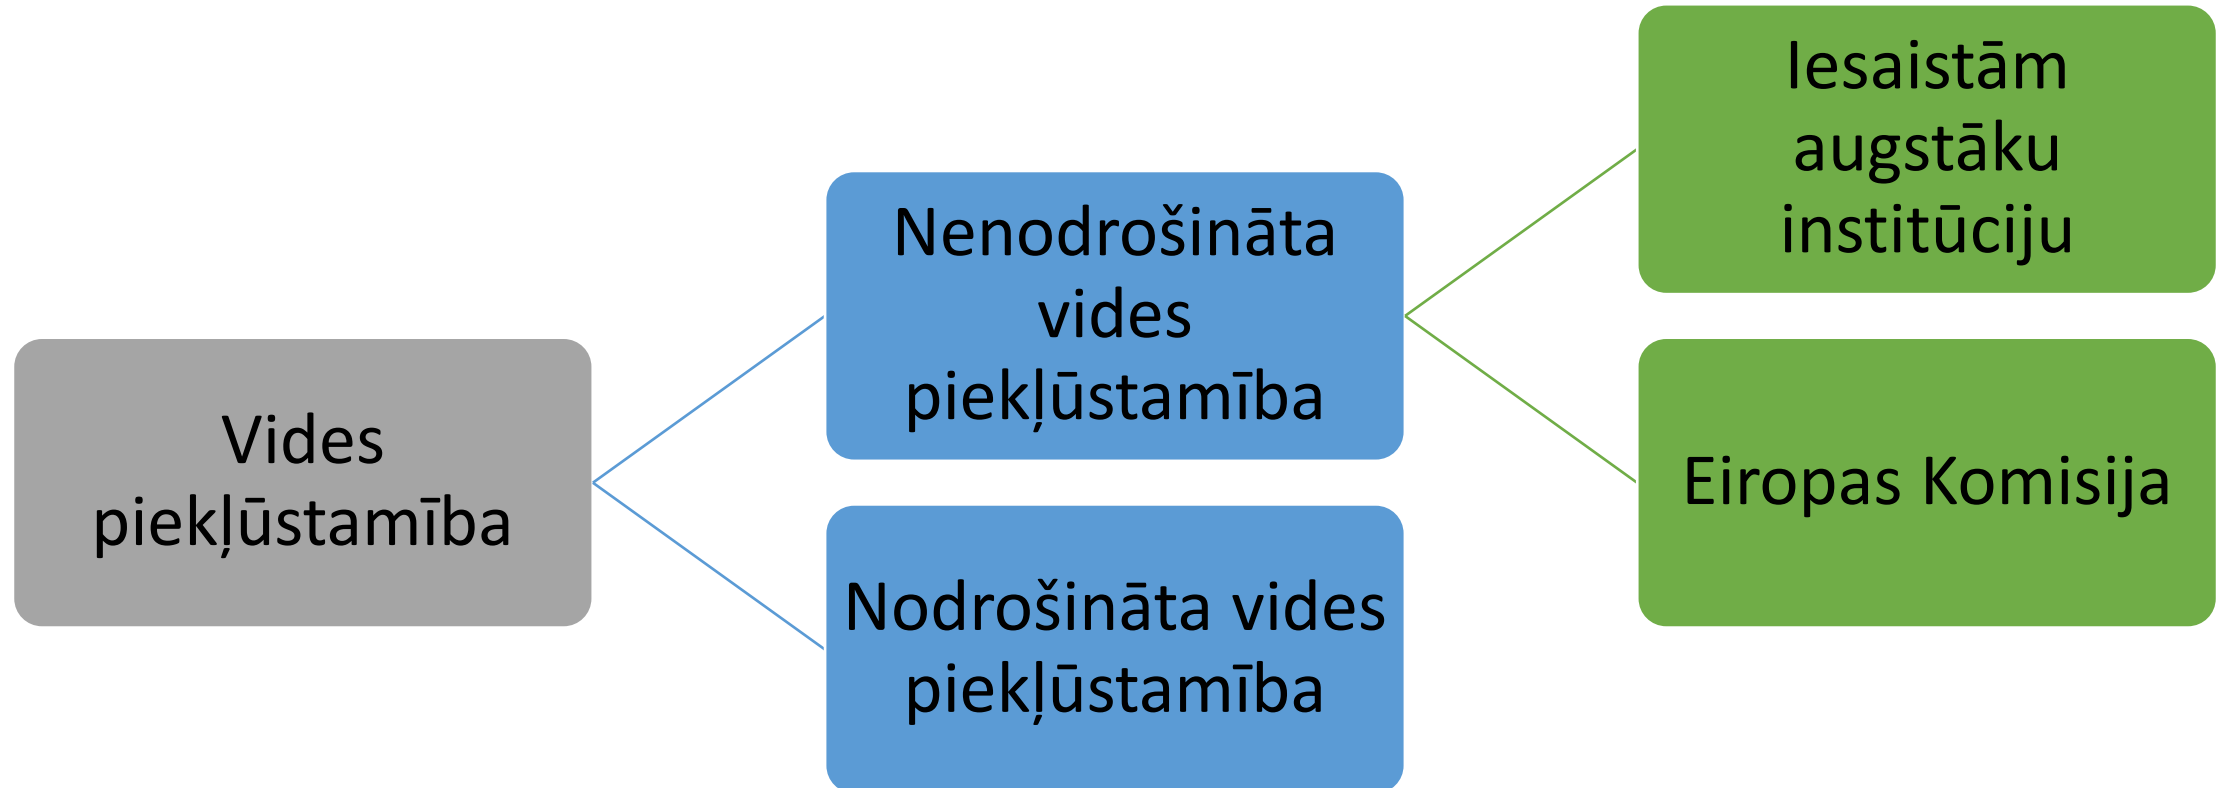 Vides
piekļūstamība
Nenodrošināta
vides
piekļūstamība
Nodrošināta vides
piekļūstamība
Iesaistām
augstāku
institūciju
Eiropas Komisija